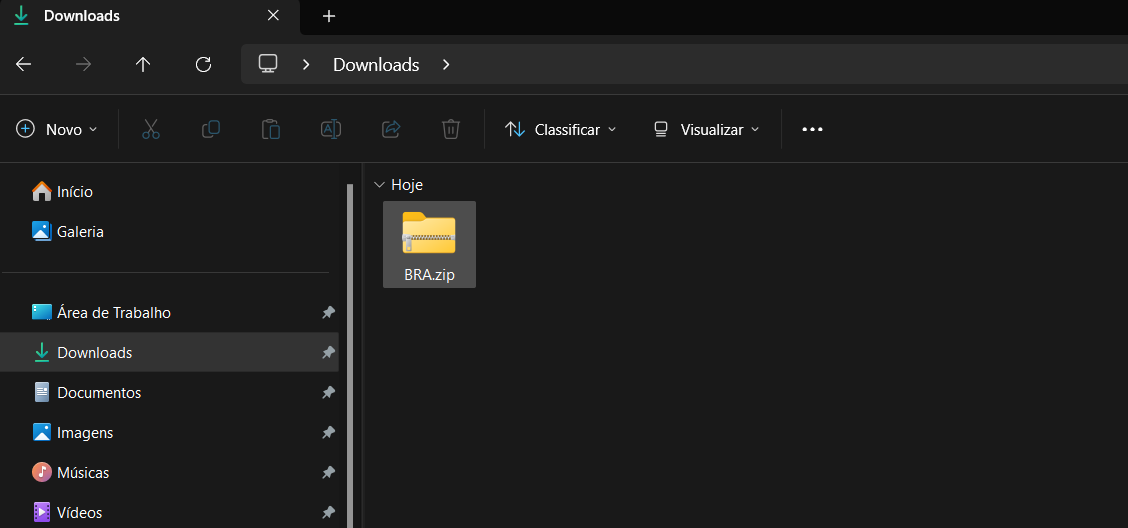 Downloads
Downloads
Novo
Classificar
Visualizar
Início
Galeria
Área de Trabalho
Downloads
Documentos
Imagens
Músicas
Vídeos
Hoje
BRA.zip